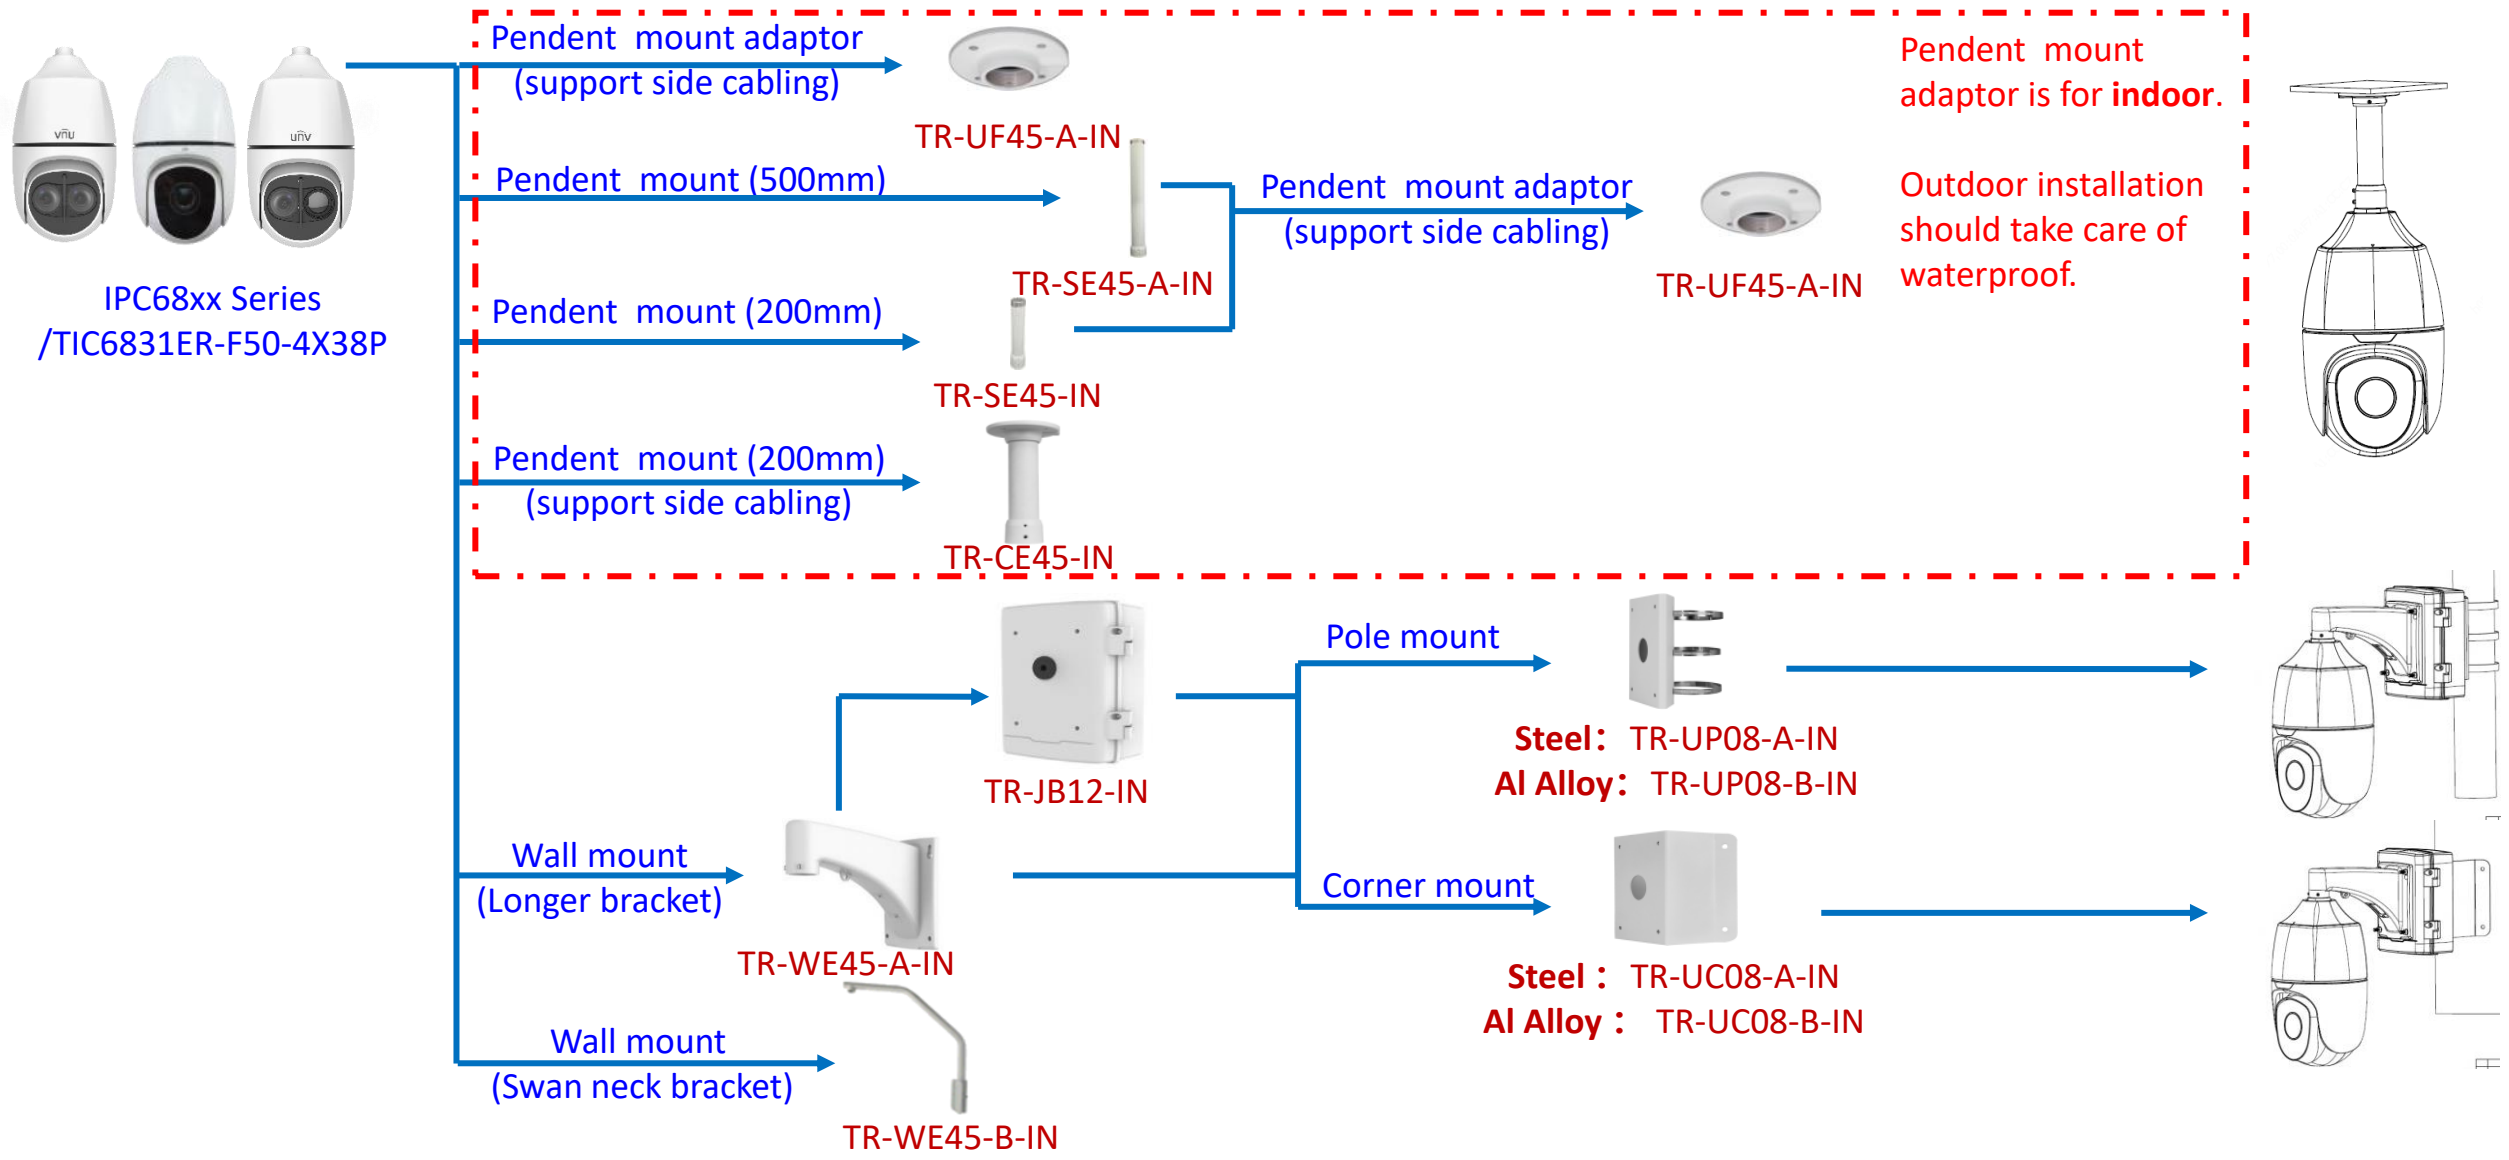 Pendent mount adaptor
(support side cabling)
TR-UF45-A-IN
Pendent mount
adaptor is for indoor.
Outdoor installation
should take care of
waterproof.
unv
unv
IPC68xx Series
/TIC6831ER-F50-4X38P
Pendent mount (500mm)
TR-SE45-A-IN
Pendent mount adaptor
(support side cabling)
TR-UF45-A-IN
Pendent mount (200mm)
TR-SE45-IN
Pendent mount (200mm)
(support side cabling)
TR-CE45-IN
TR-JB12-IN
Pole mount
Steel： TR-UP08-A-IN
Al Alloy： TR-UP08-B-IN
Wall mount
(Longer bracket)
TR-WE45-A-IN
Corner mount
Steel： TR-UC08-A-IN
Al Alloy： TR-UC08-B-IN
Wall mount
(Swan neck bracket)
TR-WE45-B-IN